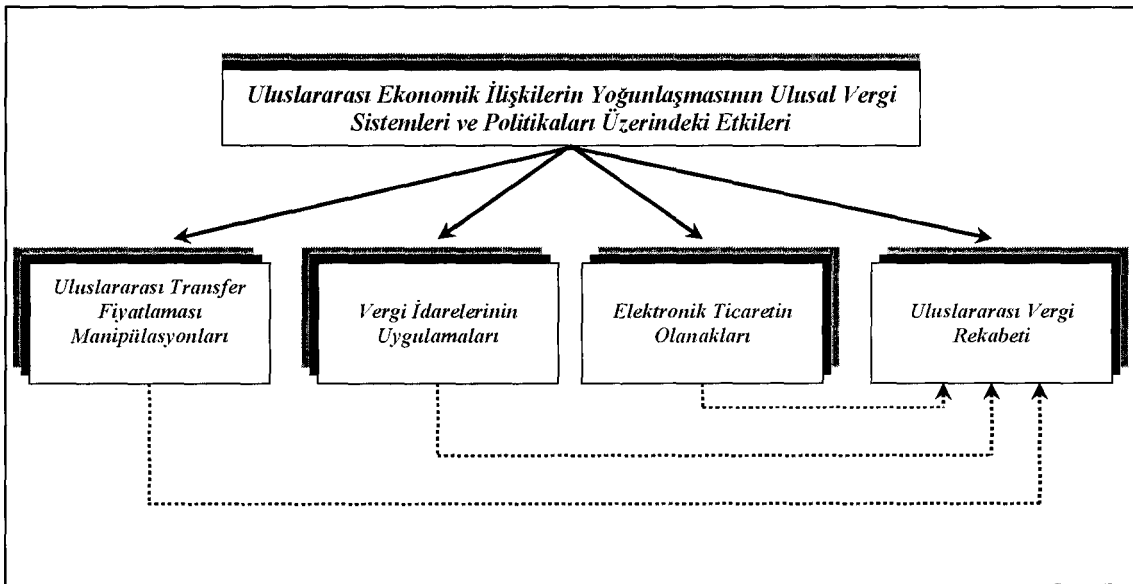 Uluslararası Ekonomik İlişkilerin Yoğunlaşmasının Ulusal Vergi
Sistemleri ve Politikaları Üzerindeki Etkileri
Uluslararası Transfer
Fiyatlaması
Manipülasyonları
Vergi İdarelerinin
Uygulamaları
Elektronik Ticaretin
Olanakları
Uluslararası Vergi
Rekabeti